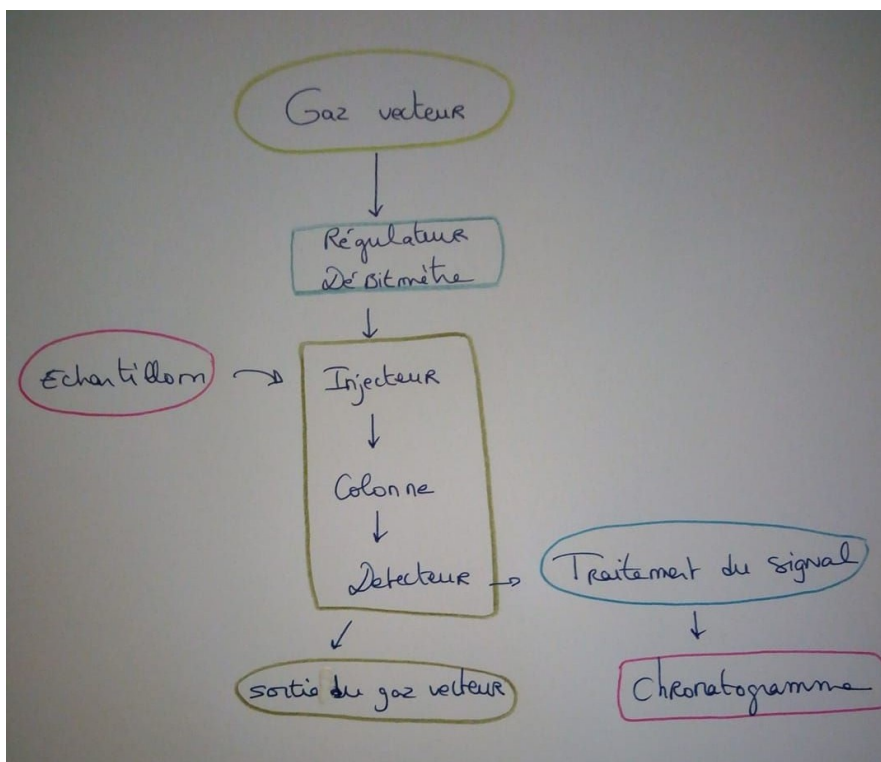 Gaz vecteur
Régulateur
Débitmètre
Echantillon
Injecteur
Colonne
Detecteur
Traitement du signal
sortie du gaz vecteur
Chromatogramme